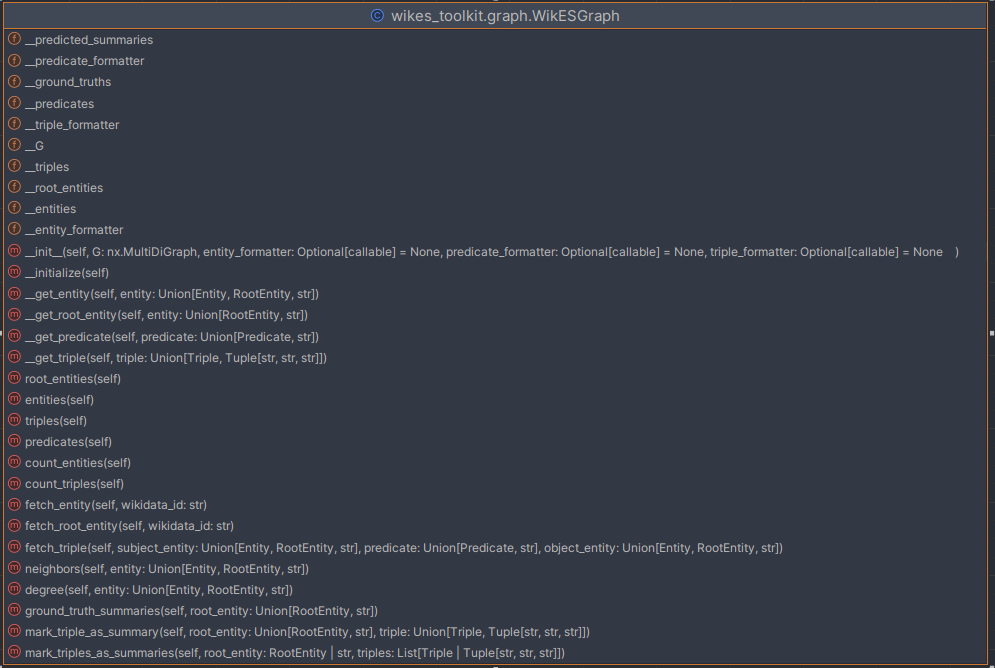 wikes_toolkit.graph.WikESGraph
__predicted_summaries
__predicate_formatter
__ground_truths
__predicates
__triple_formatter
__G
__triples
__root_entities
__entities
__entity_formatter
__init__(self, G: nx.MultiDiGraph, entity_formatter: Optional[callable] = None, predicate_formatter: Optional[callable] = None, triple_formatter: Optional[callable] = None )
__initialize(self)
__get_entity(self, entity: Union[Entity, RootEntity, str])
__get_root_entity(self, entity: Union[RootEntity, str])
__get_predicate(self, predicate: Union[Predicate, str])
__get_triple(self, triple: Union[Triple, Tuple[str, str, str]])
root_entities(self)
entities(self)
triples(self)
predicates(self)
count_entities(self)
count_triples(self)
fetch_entity(self, wikidata_id: str)
fetch_root_entity(self, wikidata_id: str)
fetch_triple(self, subject_entity: Union[Entity, RootEntity, str], predicate: Union[Predicate, str], object_entity: Union[Entity, RootEntity, str])
neighbors(self, entity: Union[Entity, RootEntity, str])
degree(self, entity: Union[Entity, RootEntity, str])
ground_truth_summaries(self, root_entity: Union[RootEntity, str])
mark_triple_as_summary(self, root_entity: Union[RootEntity, str], triple: Union[Triple, Tuple[str, str, str]])
mark_triples_as_summaries(self, root_entity: RootEntity | str, triples: List[Triple | Tuple[str, str, str]])